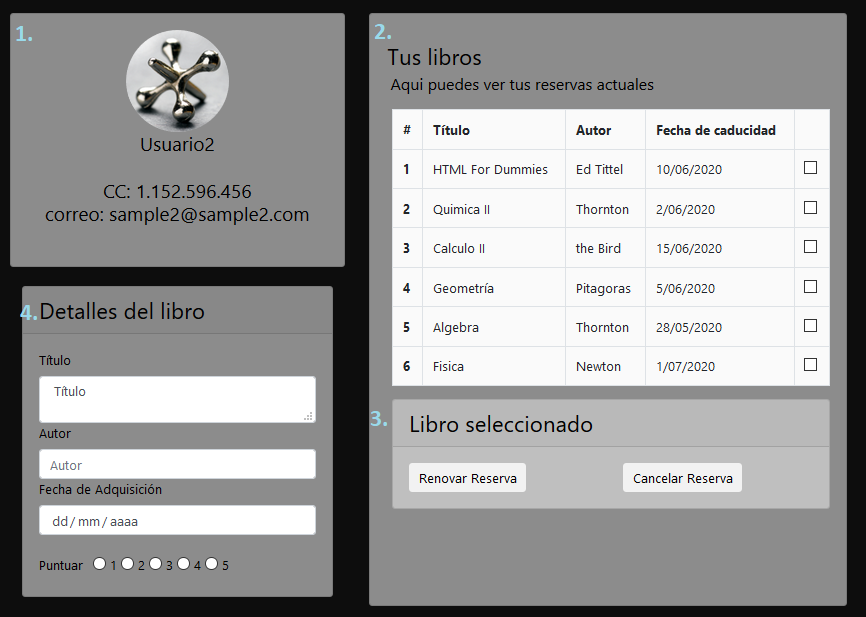 1.
Usuario2
CC: 1.152.596.456
correo: sample2@sample2.com
2.
Tus libros
Aqui puedes ver tus reservas actuales
# Título Autor Fecha de caducidad
1 HTML For Dummies Ed Tittel 10/06/2020
2 Quimica II Thornton 2/06/2020
3 Calculo II the Bird 15/06/2020
4 Geometría Pitagoras 5/06/2020
5 Algebra Thornton 28/05/2020
6 Fisica Newton 1/07/2020
3.
Libro seleccionado
Renovar Reserva Cancelar Reserva
4.
Detalles del libro
Título
Título
Autor
Autor
Fecha de Adquisición
dd/mm/aaaa
Puntuar 1 2 3 4 5